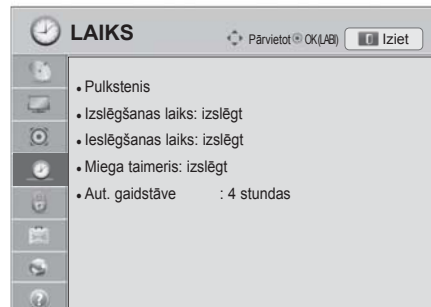 LAIKS
Pārvietot OK(LABI) Iziet
• Pulkstenis
• Izslēgšanas laiks: izslēgt
• Ieslēgšanas laiks: izslēgt
• Miega taimeris: izslēgt
• Aut. gaidstāve : 4 stundas